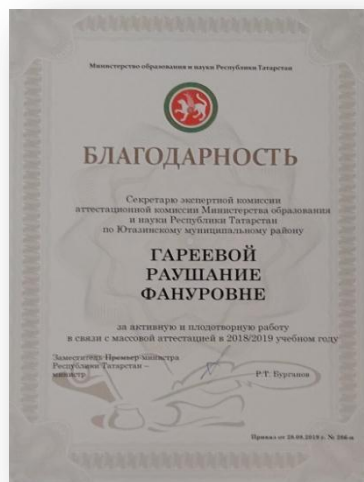 Министерство образования и науки Республики Татарстан
БЛАГОДАРНОСТЬ
Секретарю экспертной комиссии
аттестационной комиссии Министерства образования
и науки Республики Татарстан
по Ютазинскому муниципальному району
ГАРЕЕВОЙ
РАУШАНИЕ
ФАНУРОВНЕ
за активную и плодотворную работу
в связи с массовой аттестацией в 2018/2019 учебном году
Заместитель Премьер-министра
Республики Татарстан –
министр
Р.Т. Бурганов
Приказ от